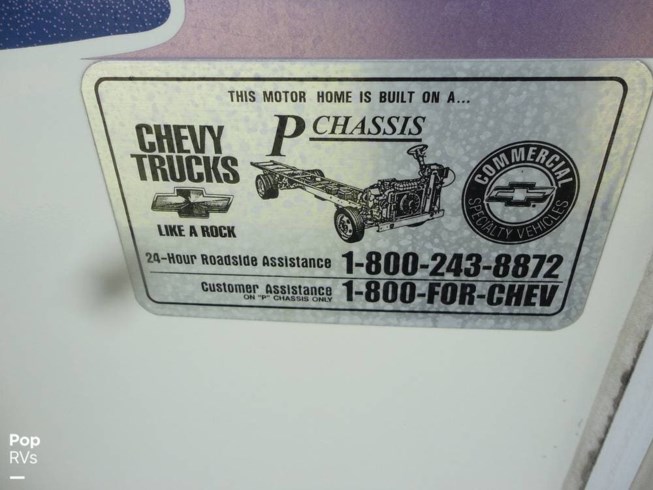 THIS MOTOR HOME IS BUILT ON A...
P CHASSIS
CHEVY
TRUCKS
LIKE A ROCK
COMMERCIAL
SPECIALTY VEHICLES
24-Hour Roadside Assistance 1-800-243-8872
Customer Assistance 1-800-FOR-CHEV
ON "P" CHASSIS ONLY
Pop
RVs